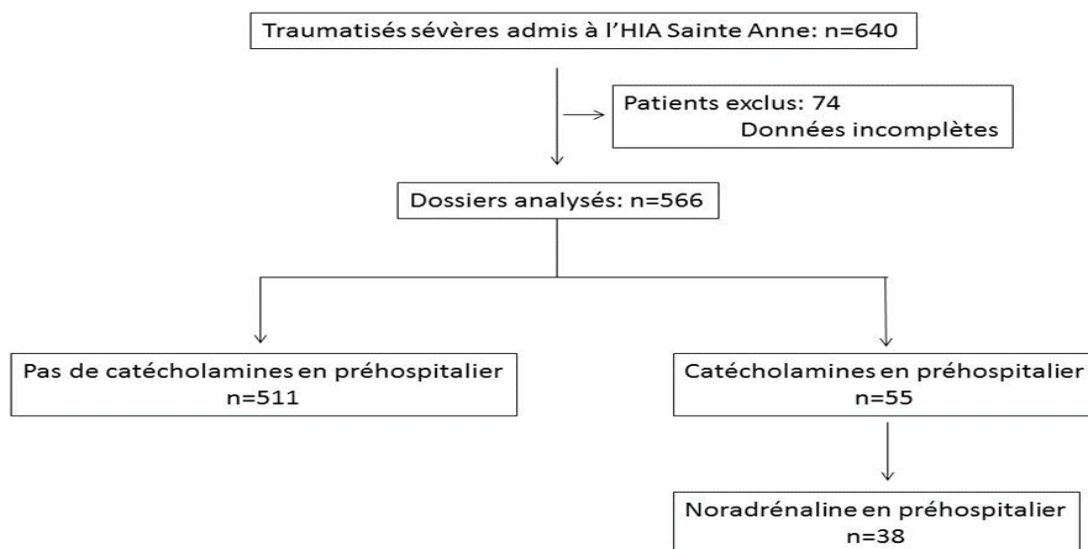 Traumatisés sévères admis à l'HIA Sainte Anne: n=640
Patients exclus: 74
Données incomplètes
Dossiers analysés: n=566
Pas de catécholamines en préhospitalier
n=511
Catécholamines en préhospitalier
n=55
Noradrénaline en préhospitalier
n=38